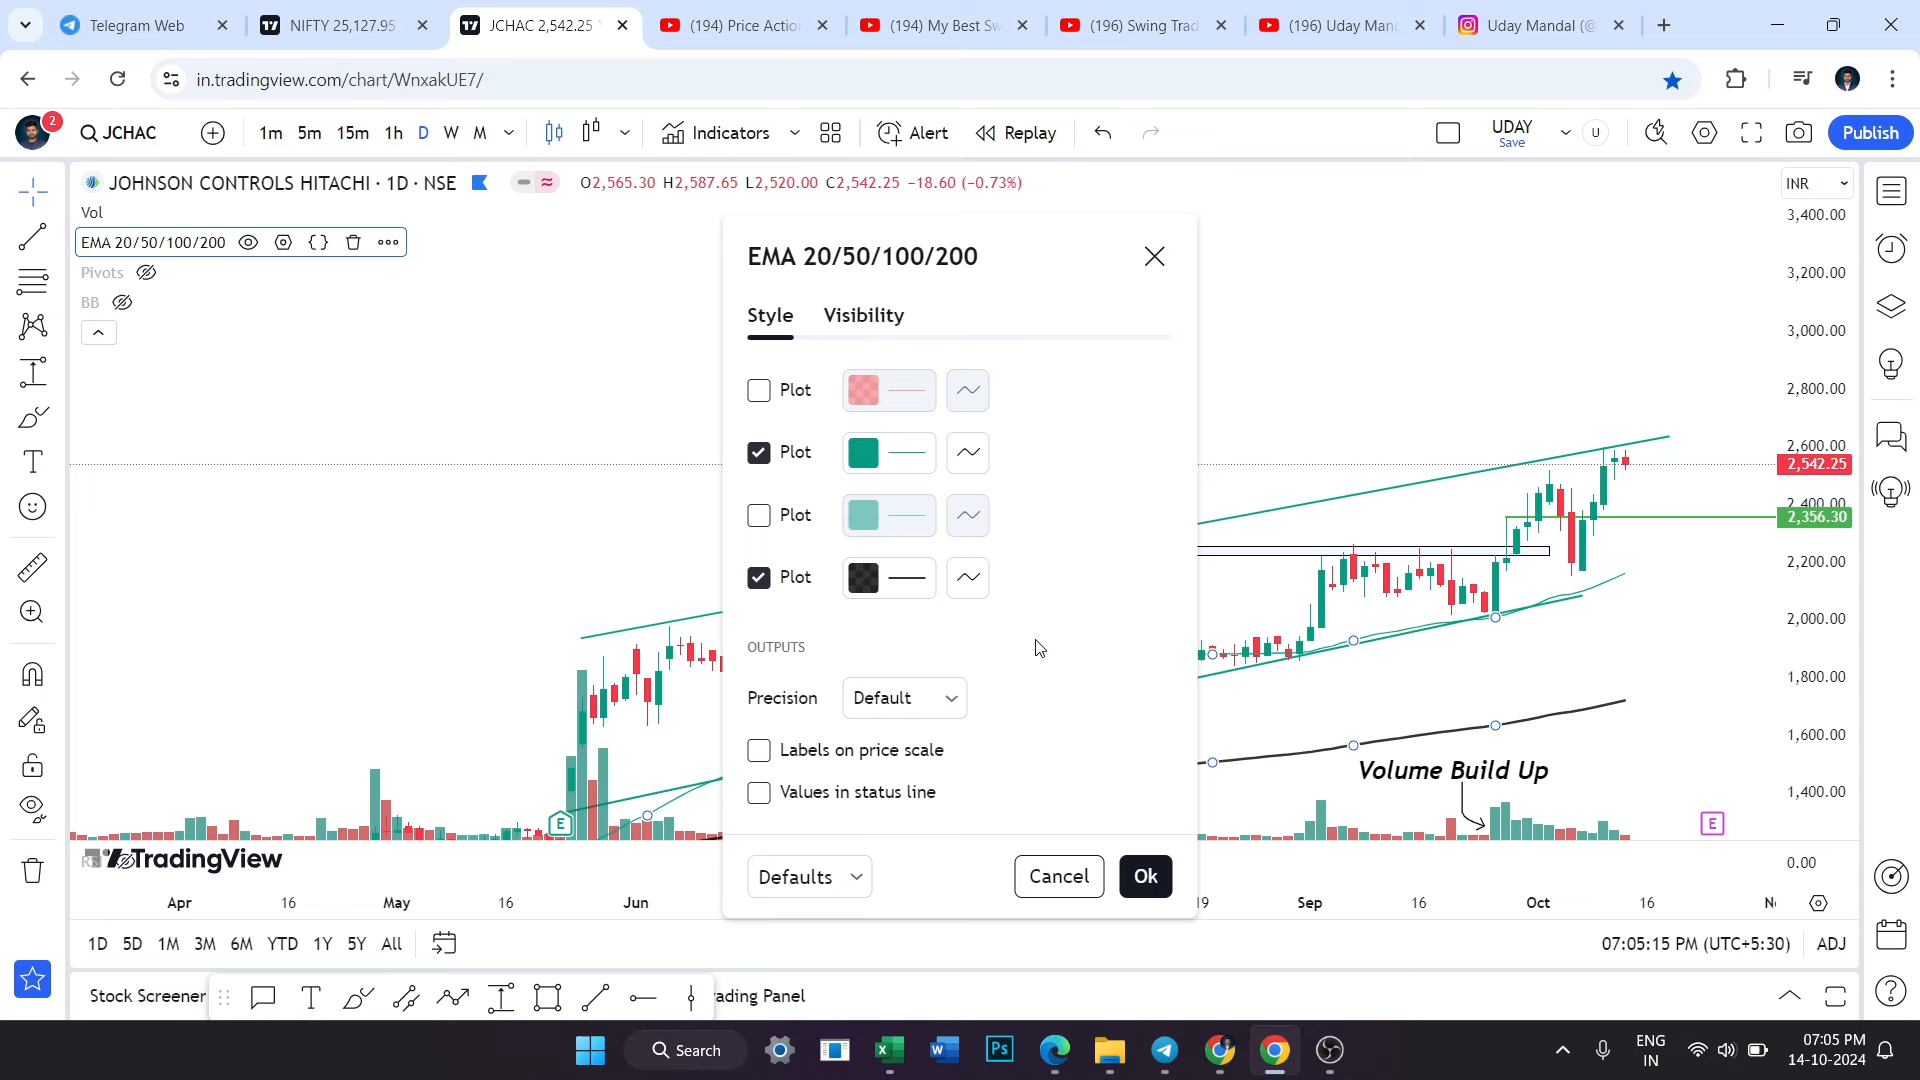 Telegram Web
NIFTY 25,127.95
JCHAC 2,542.25
(194) Price Action
(194) My Best Sw
(196) Swing Trad
(196) Uday Man
Uday Mandal (@
in.tradingview.com/chart/WnxakUE7/
2
JCHAC
1m 5m 15m 1h D W M
Indicators
Alert
Replay
UDAY
Save
U
Publish
JOHNSON CONTROLS HITACHI · 1D · NSE
O2,565.30 H2,587.65 L2,520.00 C2,542.25 −18.60 (−0.73%)
INR
Vol
EMA 20/50/100/200
Pivots
BB
3,400.00
3,200.00
3,000.00
2,800.00
2,600.00
2,542.25
2,400.00
2,356.30
2,200.00
2,000.00
1,800.00
1,600.00
1,400.00
0.00
EMA 20/50/100/200
Style Visibility
Plot
Plot
Plot
Plot
OUTPUTS
Precision Default
Labels on price scale
Values in status line
Defaults
Cancel
Ok
Volume Build Up
E
E
TradingView
Apr 16 May 16 Jun 19 Sep 16 Oct 16
1D 5D 1M 3M 6M YTD 1Y 5Y All
07:05:15 PM (UTC+5:30) ADJ
Stock Screener
ading Panel
Search
ENG
IN
07:05 PM
14-10-2024